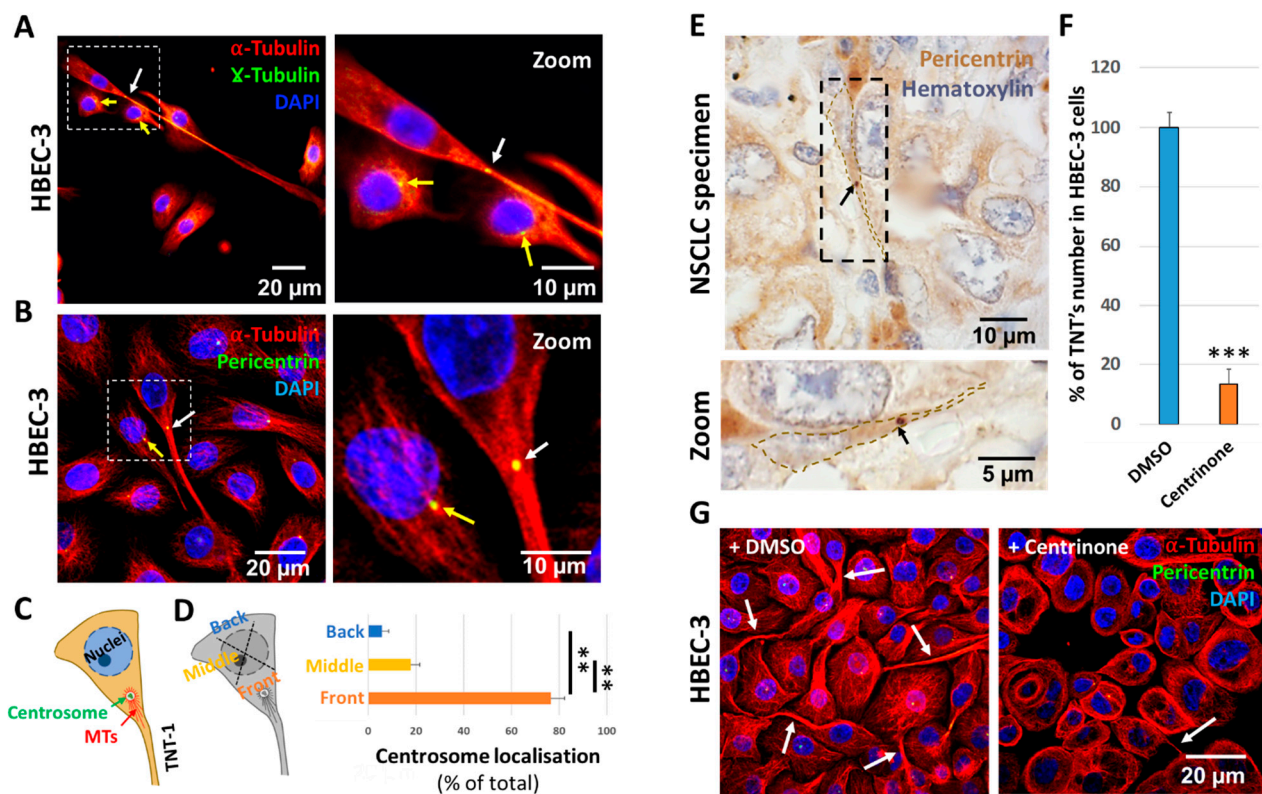 A
HBEC-3
α-Tubulin
Ɣ-Tubulin
DAPI
20 µm
Zoom
10 µm
B
HBEC-3
α-Tubulin
Pericentrin
DAPI
20 µm
Zoom
10 µm
C
Nuclei
Centrosome
MTs
TNT-1
D
Back
Middle
Front
Back
Middle
Front
**
**
0 20 40 60 80 100
Centrosome localisation
(% of total)
E
NSCLC specimen
Pericentrin
Hematoxylin
10 µm
Zoom
5 µm
F
% of TNT's number in HBEC-3 cells
120
100
80
60
40
20
0
***
DMSO
Centrinone
G
HBEC-3
+ DMSO
+ Centrinone
α-Tubulin
Pericentrin
DAPI
20 µm